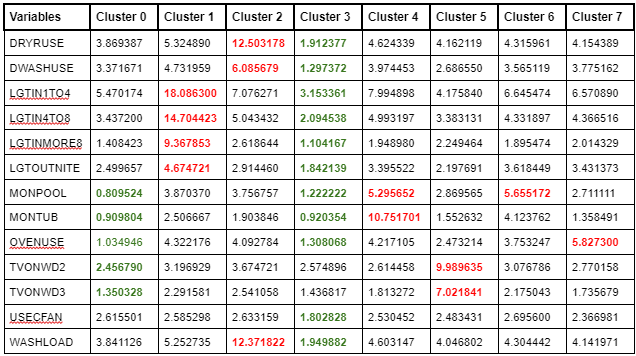 Variables Cluster 0 Cluster 1 Cluster 2 Cluster 3 Cluster 4 Cluster 5 Cluster 6 Cluster 7
DRYRUSE 3.869387 5.324890 12.503178 1.912377 4.624339 4.162119 4.315961 4.154389
DWASHUSE 3.371671 4.731959 6.085679 1.297372 3.974453 2.686550 3.565119 3.775162
LGTIN1TO4 5.470174 18.086300 7.076271 3.153361 7.994898 4.175840 6.645474 6.570890
LGTIN4TO8 3.437200 14.704423 5.043432 2.094538 4.993197 3.383131 4.331897 4.366516
LGTINMORE8 1.408423 9.367853 2.618644 1.104167 1.948980 2.249464 1.895474 2.014329
LGTOUTNITE 2.499657 4.674721 2.914460 1.842139 3.395522 2.197691 3.618449 3.431373
MONPOOL 0.809524 3.870370 3.756757 1.222222 5.295652 2.869565 5.655172 2.711111
MONTUB 0.909804 2.506667 1.903846 0.920354 10.751701 1.552632 4.123762 1.358491
OVENUSE 1.034946 4.322176 4.092784 1.308068 4.217105 2.473214 3.753247 5.827300
TVONWD2 2.456790 3.196929 3.674721 2.574896 2.614458 9.989635 3.076786 2.770158
TVONWD3 1.350328 2.291581 2.541058 1.436817 1.813272 7.021841 2.175043 1.735679
USECFAN 2.615501 2.585298 2.633159 1.802828 2.530452 2.483431 2.695600 2.366981
WASHLOAD 3.841126 5.252735 12.371822 1.949882 4.603147 4.046802 4.304442 4.141971